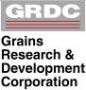 GRDC
Grains
Research &
Development
Corporation